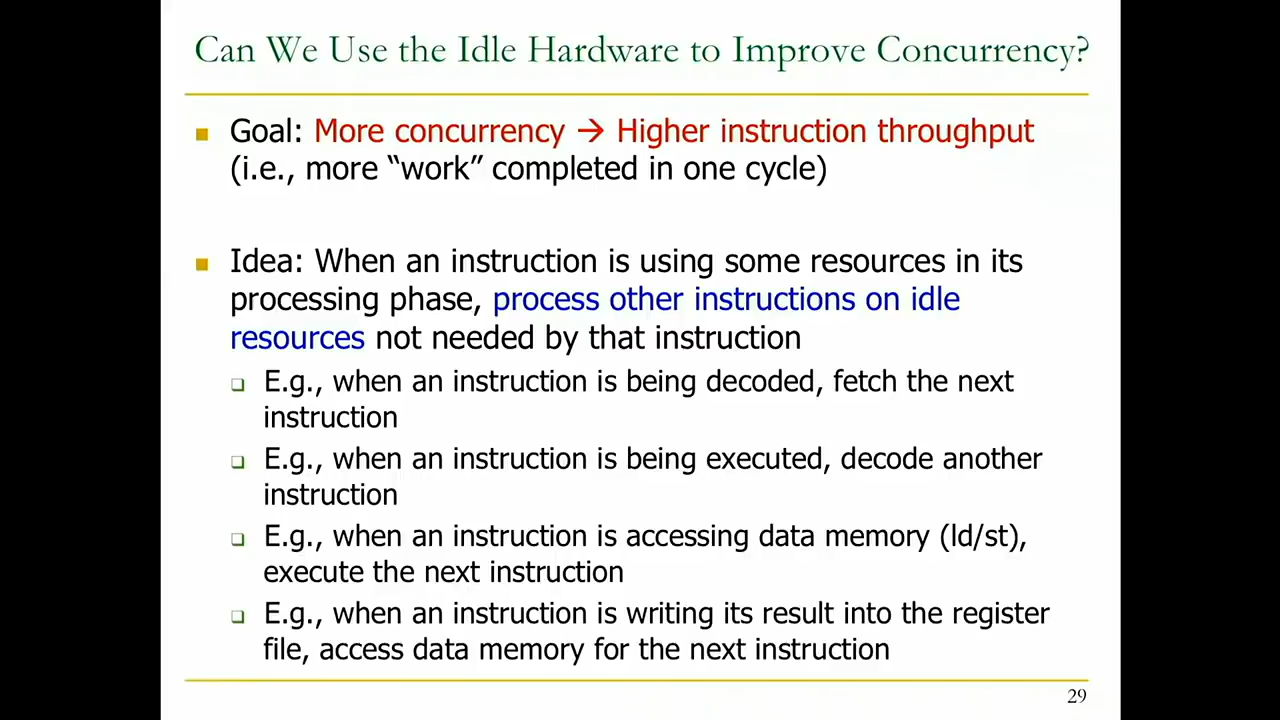 Can We Use the Idle Hardware to Improve Concurrency?
Goal: More concurrency → Higher instruction throughput
(i.e., more “work” completed in one cycle)
Idea: When an instruction is using some resources in its
processing phase, process other instructions on idle
resources not needed by that instruction
E.g., when an instruction is being decoded, fetch the next
instruction
E.g., when an instruction is being executed, decode another
instruction
E.g., when an instruction is accessing data memory (ld/st),
execute the next instruction
E.g., when an instruction is writing its result into the register
file, access data memory for the next instruction
29